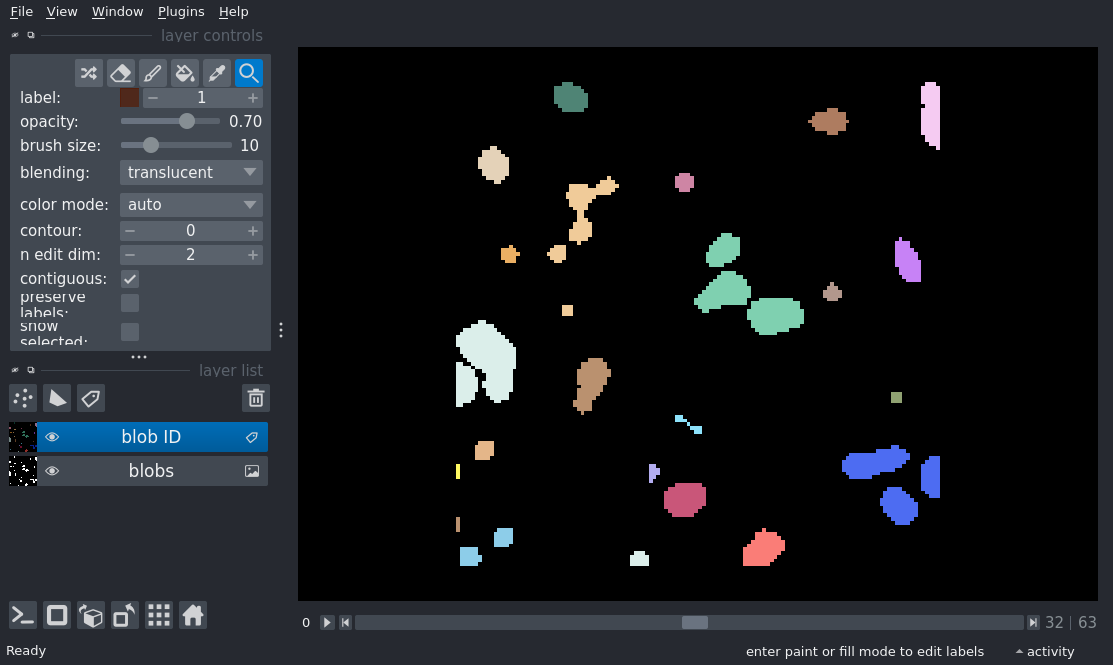 File View Window Plugins Help
layer controls
label: 1
opacity: 0.70
brush size: 10
blending: translucent
color mode: auto
contour: 0
n edit dim: 2
contiguous:
preserve
labels:
show
selected:
layer list
blob ID
blobs
0 32 | 63
Ready enter paint or fill mode to edit labels activity